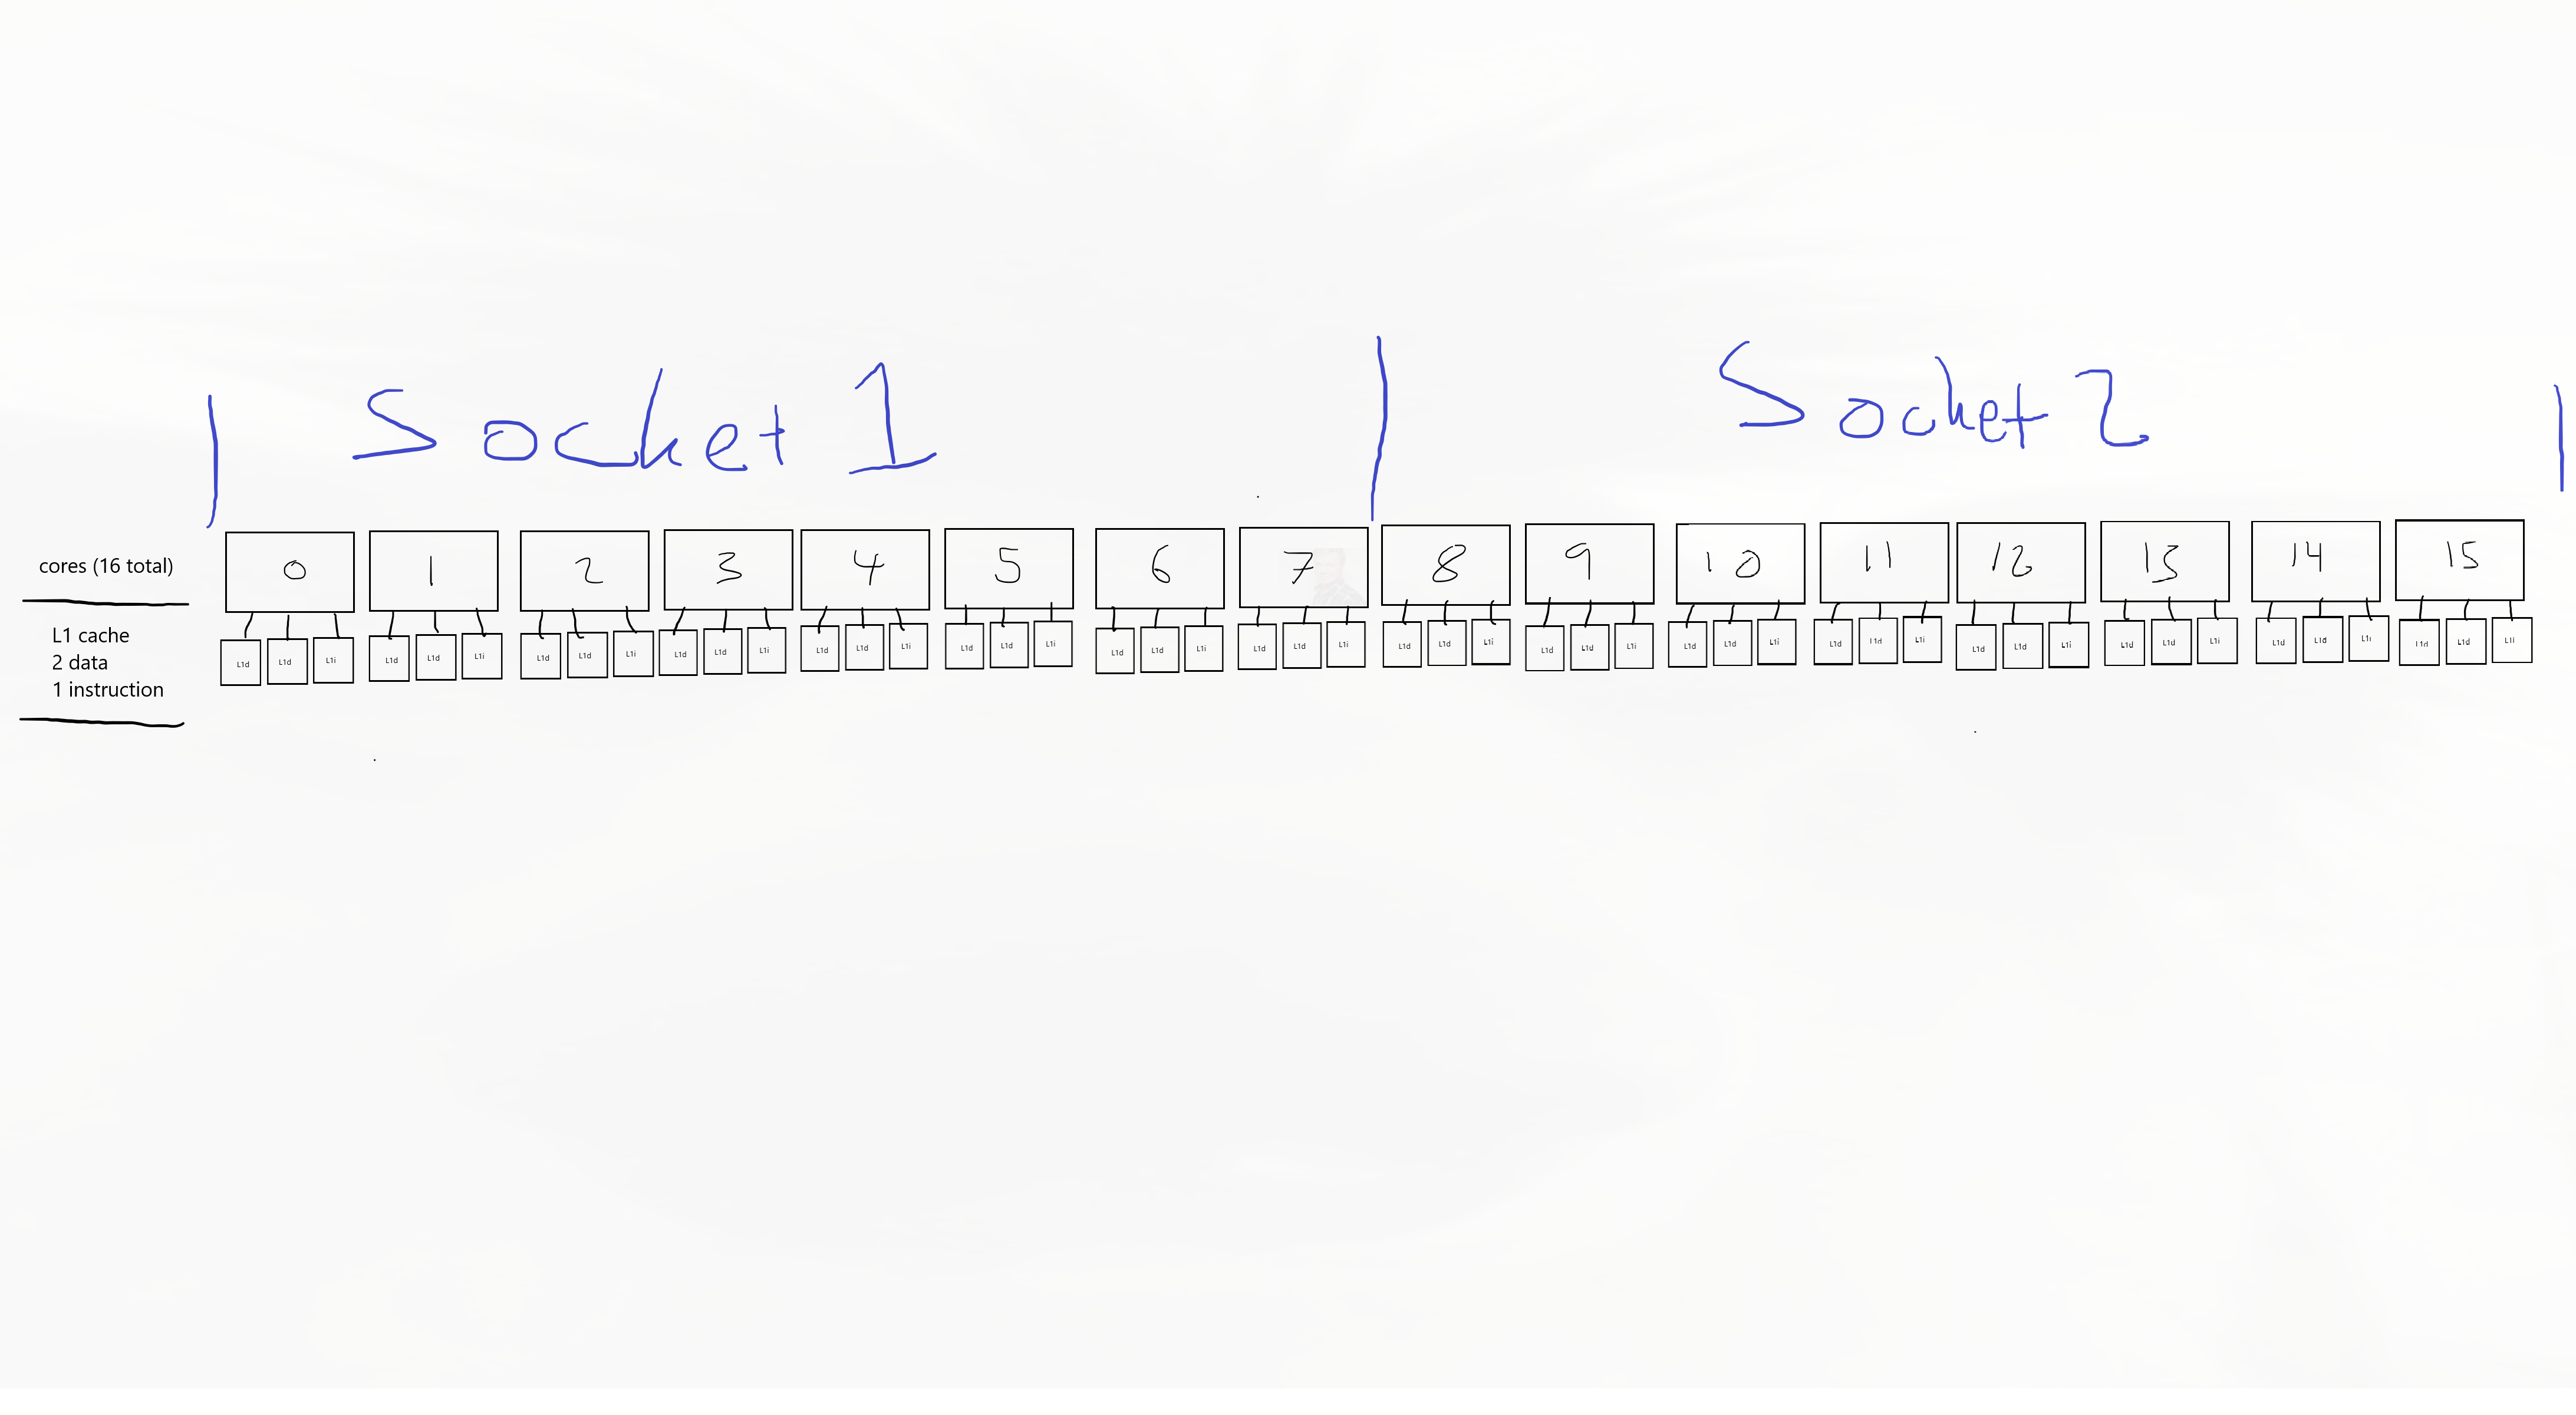 Socket 1
Socket 2
cores (16 total)
0 1 2 3 4 5 6 7 8 9 10 11 12 13 14 15
L1 cache
2 data
1 instruction
L1d L1d L1i L1d L1d L1i L1d L1d L1i L1d L1d L1i L1d L1d L1i L1d L1d L1i L1d L1d L1i L1d L1d L1i L1d L1d L1i L1d L1d L1i L1d L1d L1i L1d L1d L1i L1d L1d L1i L1d L1d L1i L1d L1d L1i L1d L1d L1i